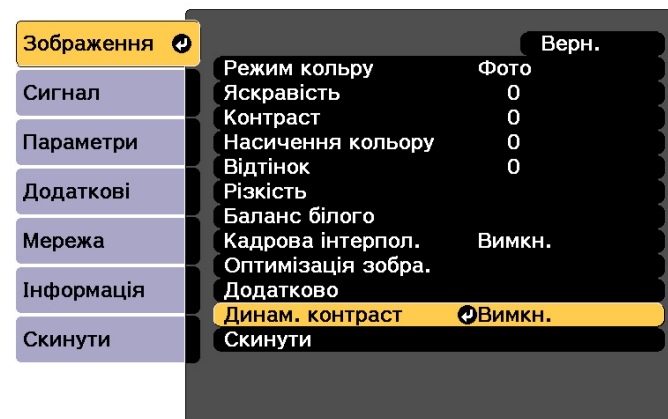 Зображення
Сигнал
Параметри
Додаткові
Мережа
Інформація
Скинути
Верн.
Режим кольру Фото
Яскравість 0
Контраст 0
Насичення кольору 0
Відтінок 0
Різкість
Баланс білого
Кадрова інтерпол. Вимкн.
Оптимізація зобра.
Додатково
Динам. контраст Вимкн.
Скинути